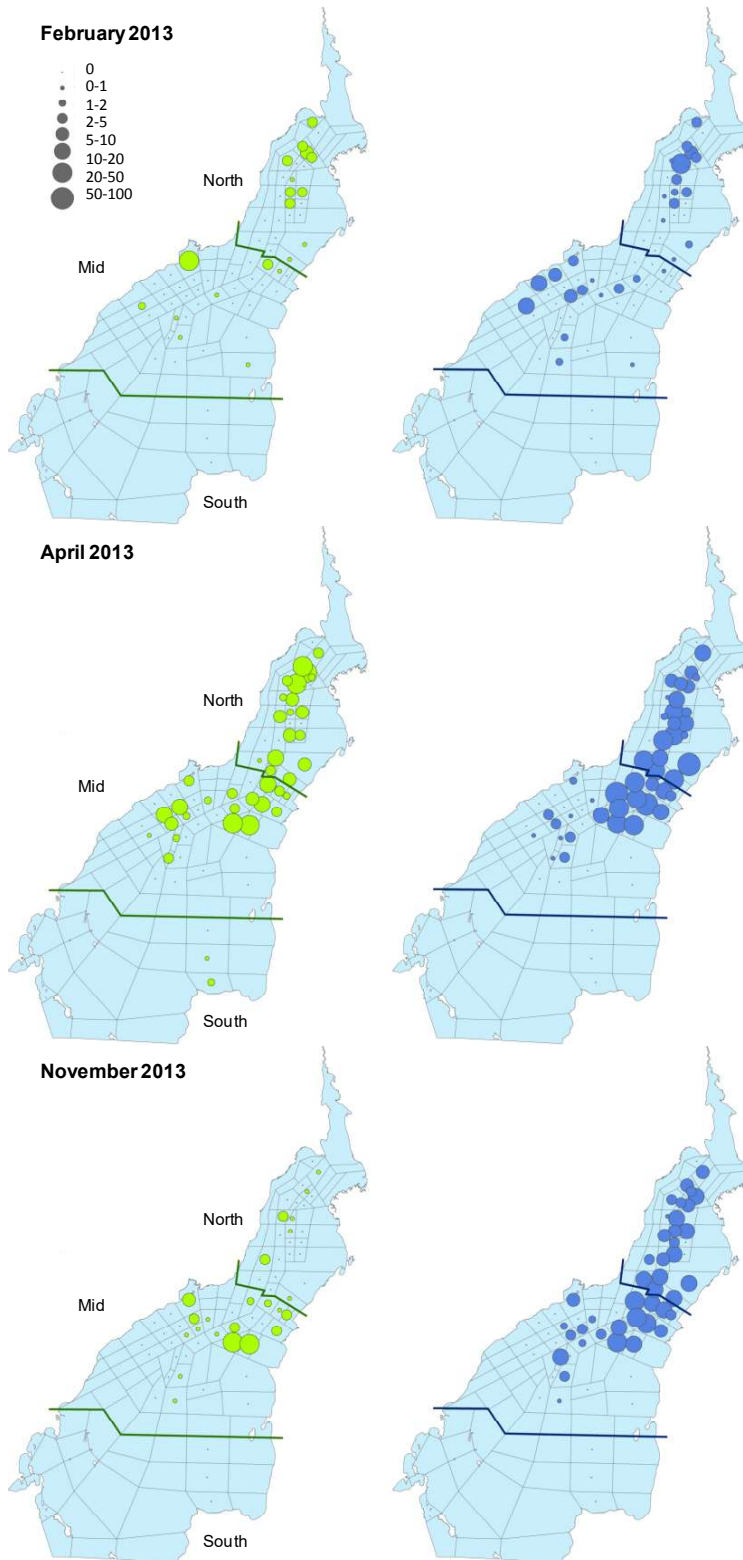 February 2013
0
0-1
1-2
2-5
5-10
10-20
20-50
50-100
North
Mid
South
April 2013
North
Mid
South
November 2013
North
Mid
South